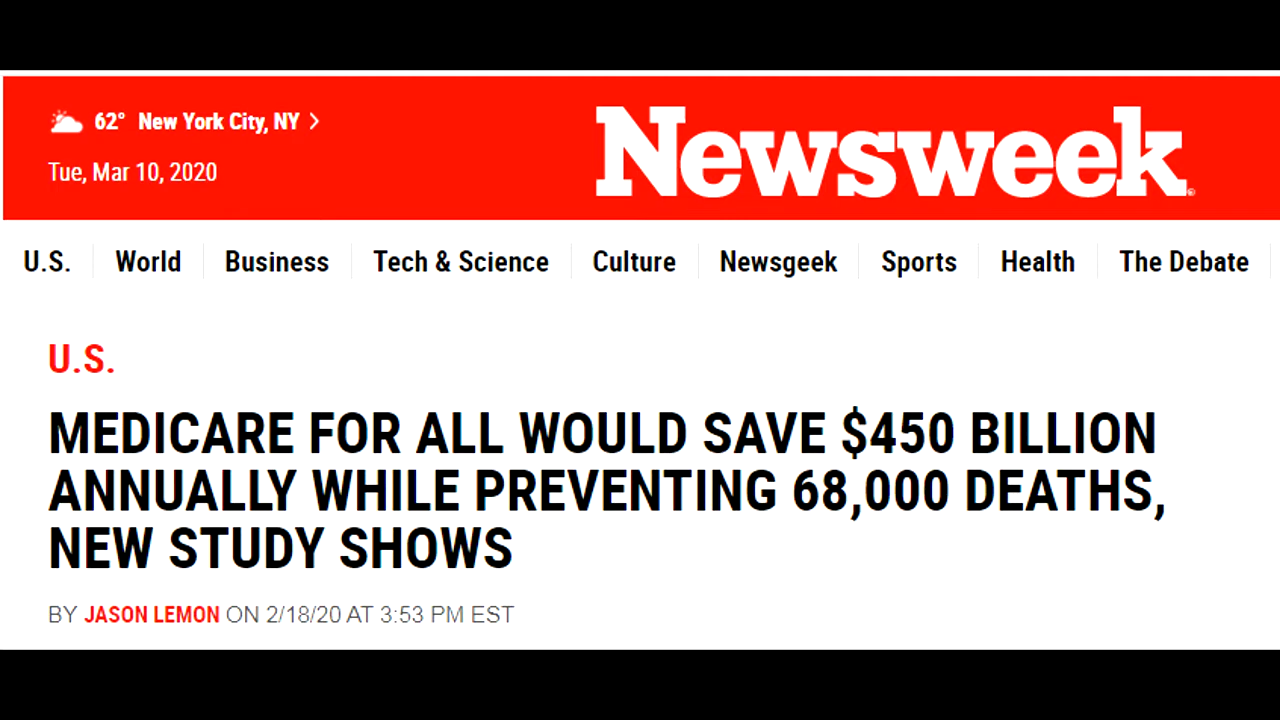 62° New York City, NY >
Newsweek
Tue, Mar 10, 2020
U.S. World Business Tech & Science Culture Newsgeek Sports Health The Debate
U.S.
MEDICARE FOR ALL WOULD SAVE $450 BILLION
ANNUALLY WHILE PREVENTING 68,000 DEATHS,
NEW STUDY SHOWS
BY JASON LEMON ON 2/18/20 AT 3:53 PM EST